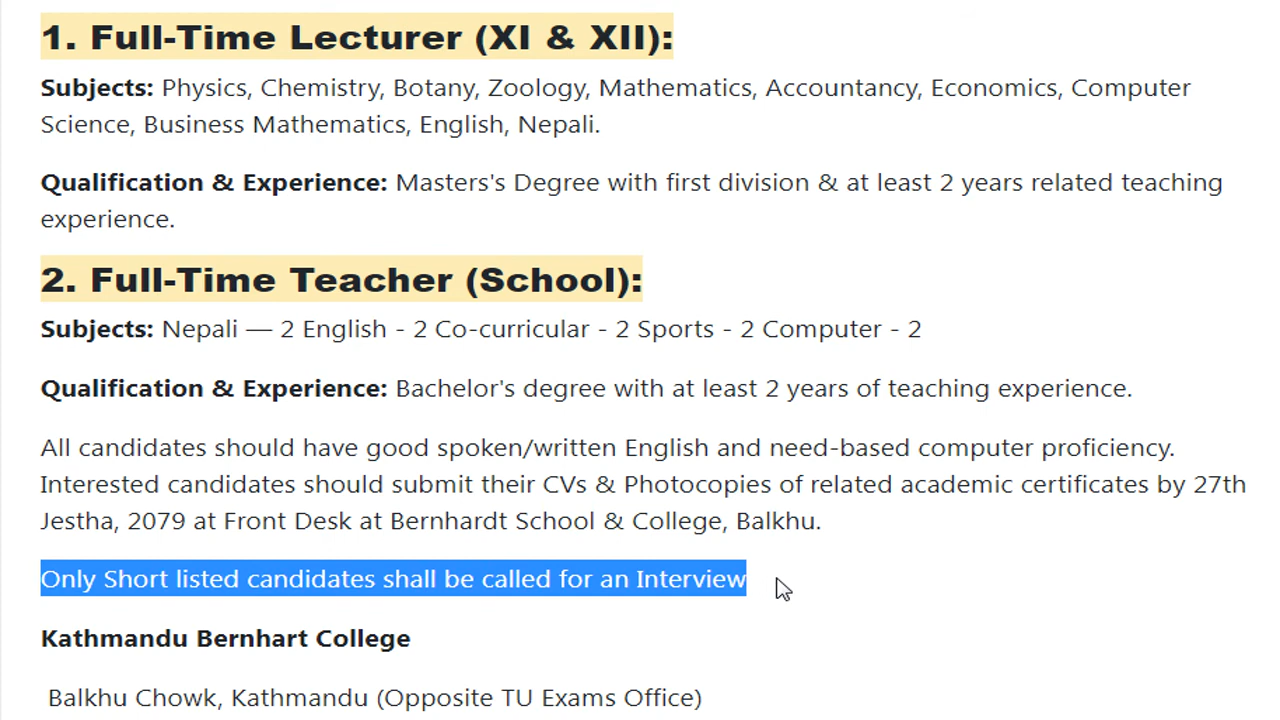 1. Full-Time Lecturer (XI & XII):
Subjects: Physics, Chemistry, Botany, Zoology, Mathematics, Accountancy, Economics, Computer
Science, Business Mathematics, English, Nepali.
Qualification & Experience: Masters's Degree with first division & at least 2 years related teaching
experience.
2. Full-Time Teacher (School):
Subjects: Nepali — 2 English - 2 Co-curricular - 2 Sports - 2 Computer - 2
Qualification & Experience: Bachelor's degree with at least 2 years of teaching experience.
All candidates should have good spoken/written English and need-based computer proficiency.
Interested candidates should submit their CVs & Photocopies of related academic certificates by 27th
Jestha, 2079 at Front Desk at Bernhardt School & College, Balkhu.
Only Short listed candidates shall be called for an Interview
Kathmandu Bernhart College
Balkhu Chowk, Kathmandu (Opposite TU Exams Office)